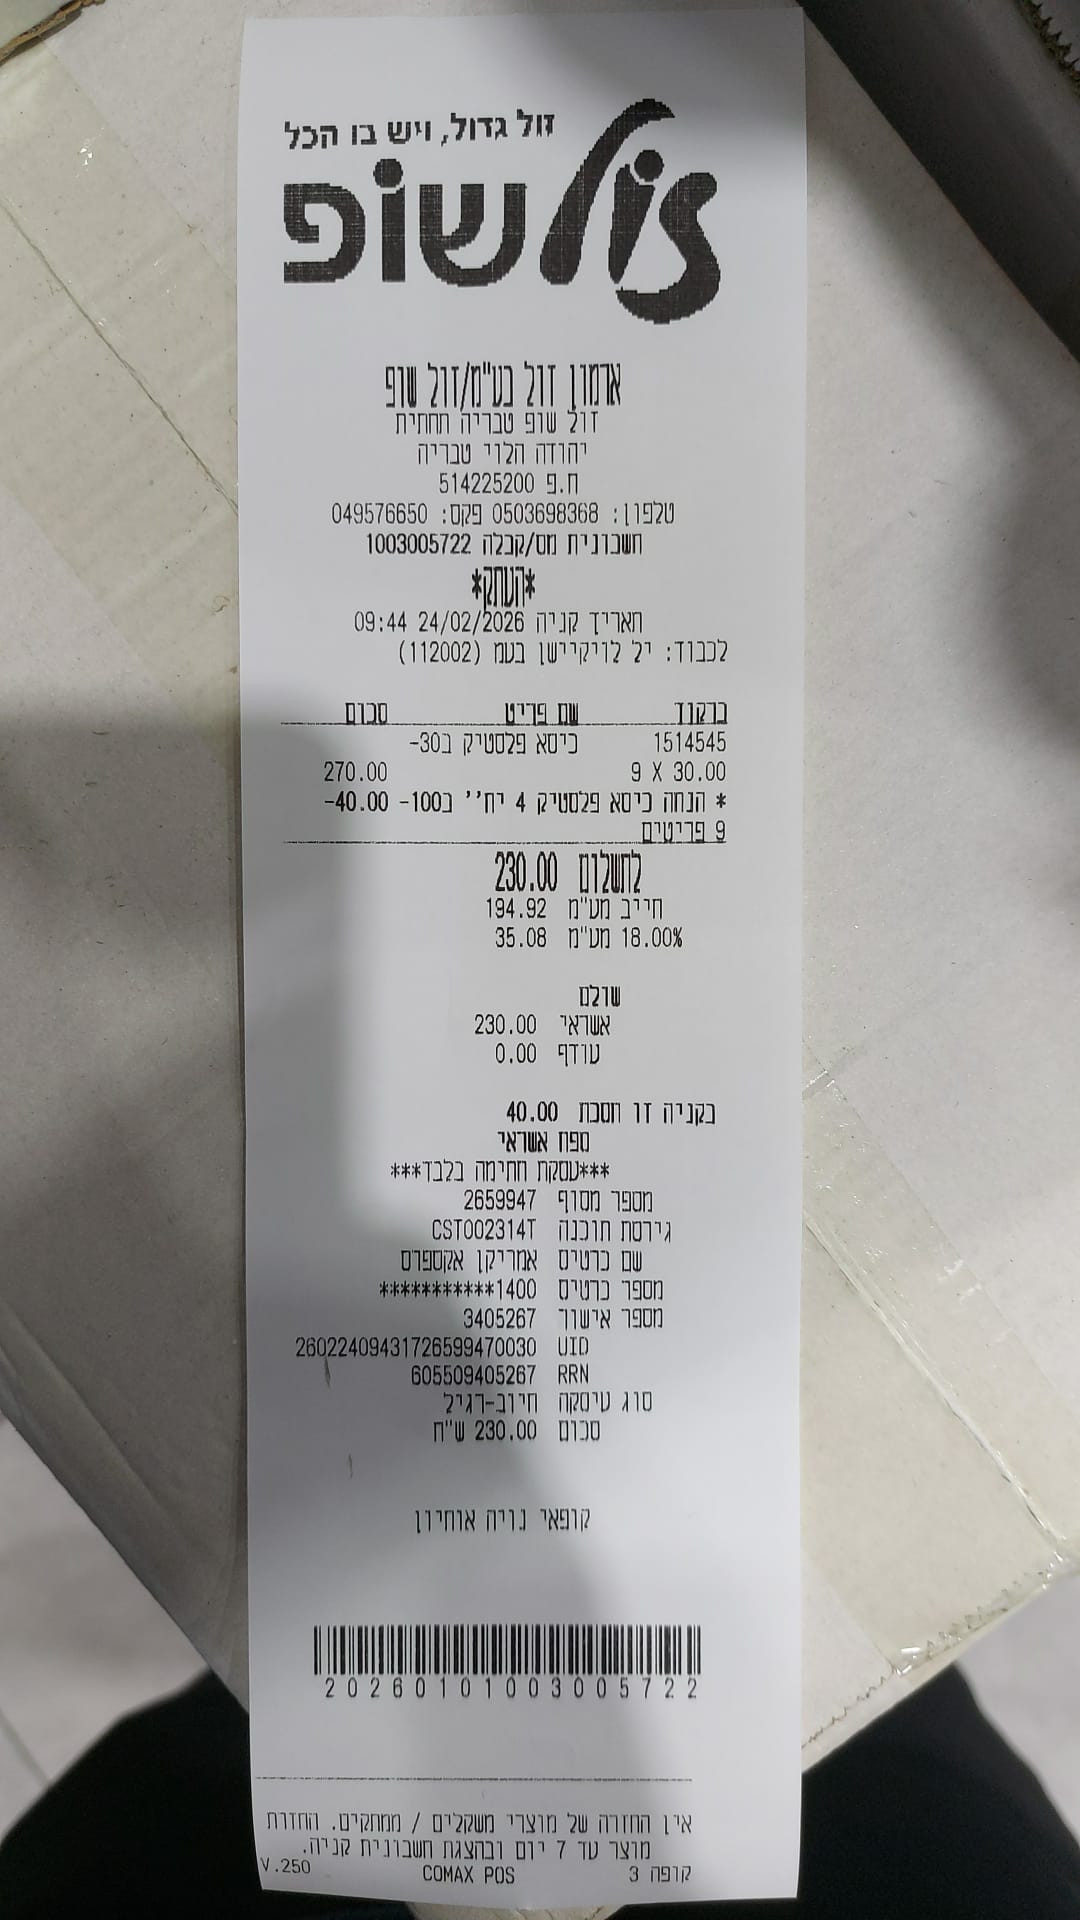 זול גדול, ויש בו הכל
זול שופ
ארמון זול בע"מ/זול שופ
זול שופ טבריה תחתית
יהודה הלוי טבריה
ח.פ 514225200
טלפון: 0503698368 פקס: 049576650
חשבונית מס/קבלה 1003005722
*העתק*
תאריך קניה 24/02/2026 09:44
לכבוד: יל לויקיישן בעמ (112002)
ברקוד שם פריט סכום
1514545 כיסא פלסטיק ב30-
9 X 30.00 270.00
* הנחה כיסא פלסטיק 4 יח'' ב100- -40.00
9 פריטים
לתשלום 230.00
חייב מע"מ 194.92
18.00% מע"מ 35.08
שולם
אשראי 230.00
עודף 0.00
בקניה זו חסכת 40.00
ספח אשראי
***עסקת חתימה בלבד***
מספר מסוף 2659947
גירסת תוכנה CST002314T
שם כרטיס אמריקן אקספרס
מספר כרטיס 1400***********
מספר אישור 3405267
UID 26022409431726599470030
RRN 605509405267
סוג עיסקה חיוב-רגיל
סכום 230.00 ש"ח
קופאי נויה אוחיון
20260101003005722
אין החזרה של מוצרי משקלים / ממתקים. החזרת
מוצר עד 7 יום ובהצגת חשבונית קניה.
קופה 3 COMAX POS V.250